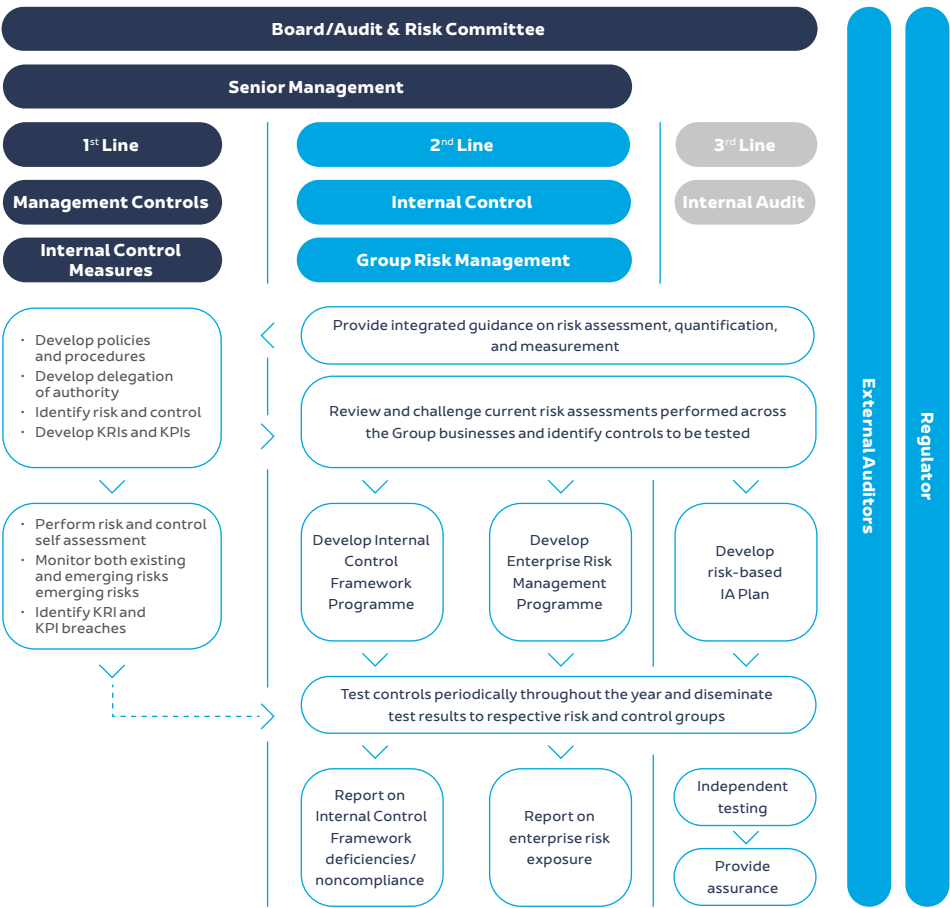 Board/Audit & Risk Committee
Senior Management
1st Line
2nd Line
3rd Line
Management Controls
Internal Control
Internal Audit
Internal Control
Measures
Group Risk Management
· Develop policies
and procedures
· Develop delegation
of authority
· Identify risk and control
· Develop KRIs and KPIs
Provide integrated guidance on risk assessment, quantification,
and measurement
Review and challenge current risk assessments performed across
the Group businesses and identify controls to be tested
· Perform risk and control
self assessment
· Monitor both existing
and emerging risks
emerging risks
· Identify KRI and
KPI breaches
Develop Internal
Control
Framework
Programme
Develop
Enterprise Risk
Management
Programme
Develop
risk-based
IA Plan
Test controls periodically throughout the year and diseminate
test results to respective risk and control groups
Report on
Internal Control
Framework
deficiencies/
noncompliance
Report on
enterprise risk
exposure
Independent
testing
Provide
assurance
External Auditors
Regulator